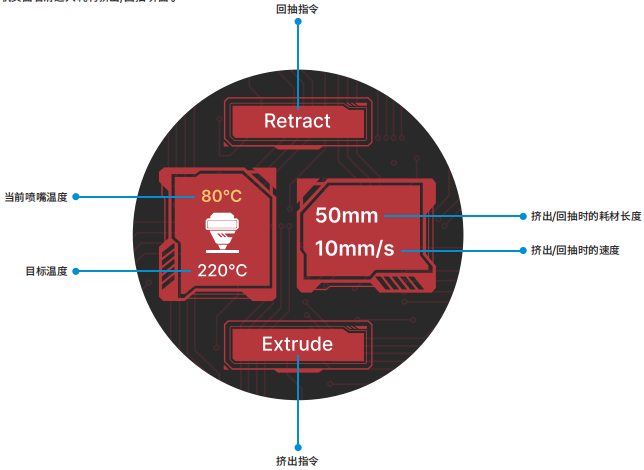 回抽指令
Retract
当前喷嘴温度
80°C
50mm
挤出/回抽时的耗材长度
10mm/s
挤出/回抽时的速度
目标温度
220°C
Extrude
挤出指令